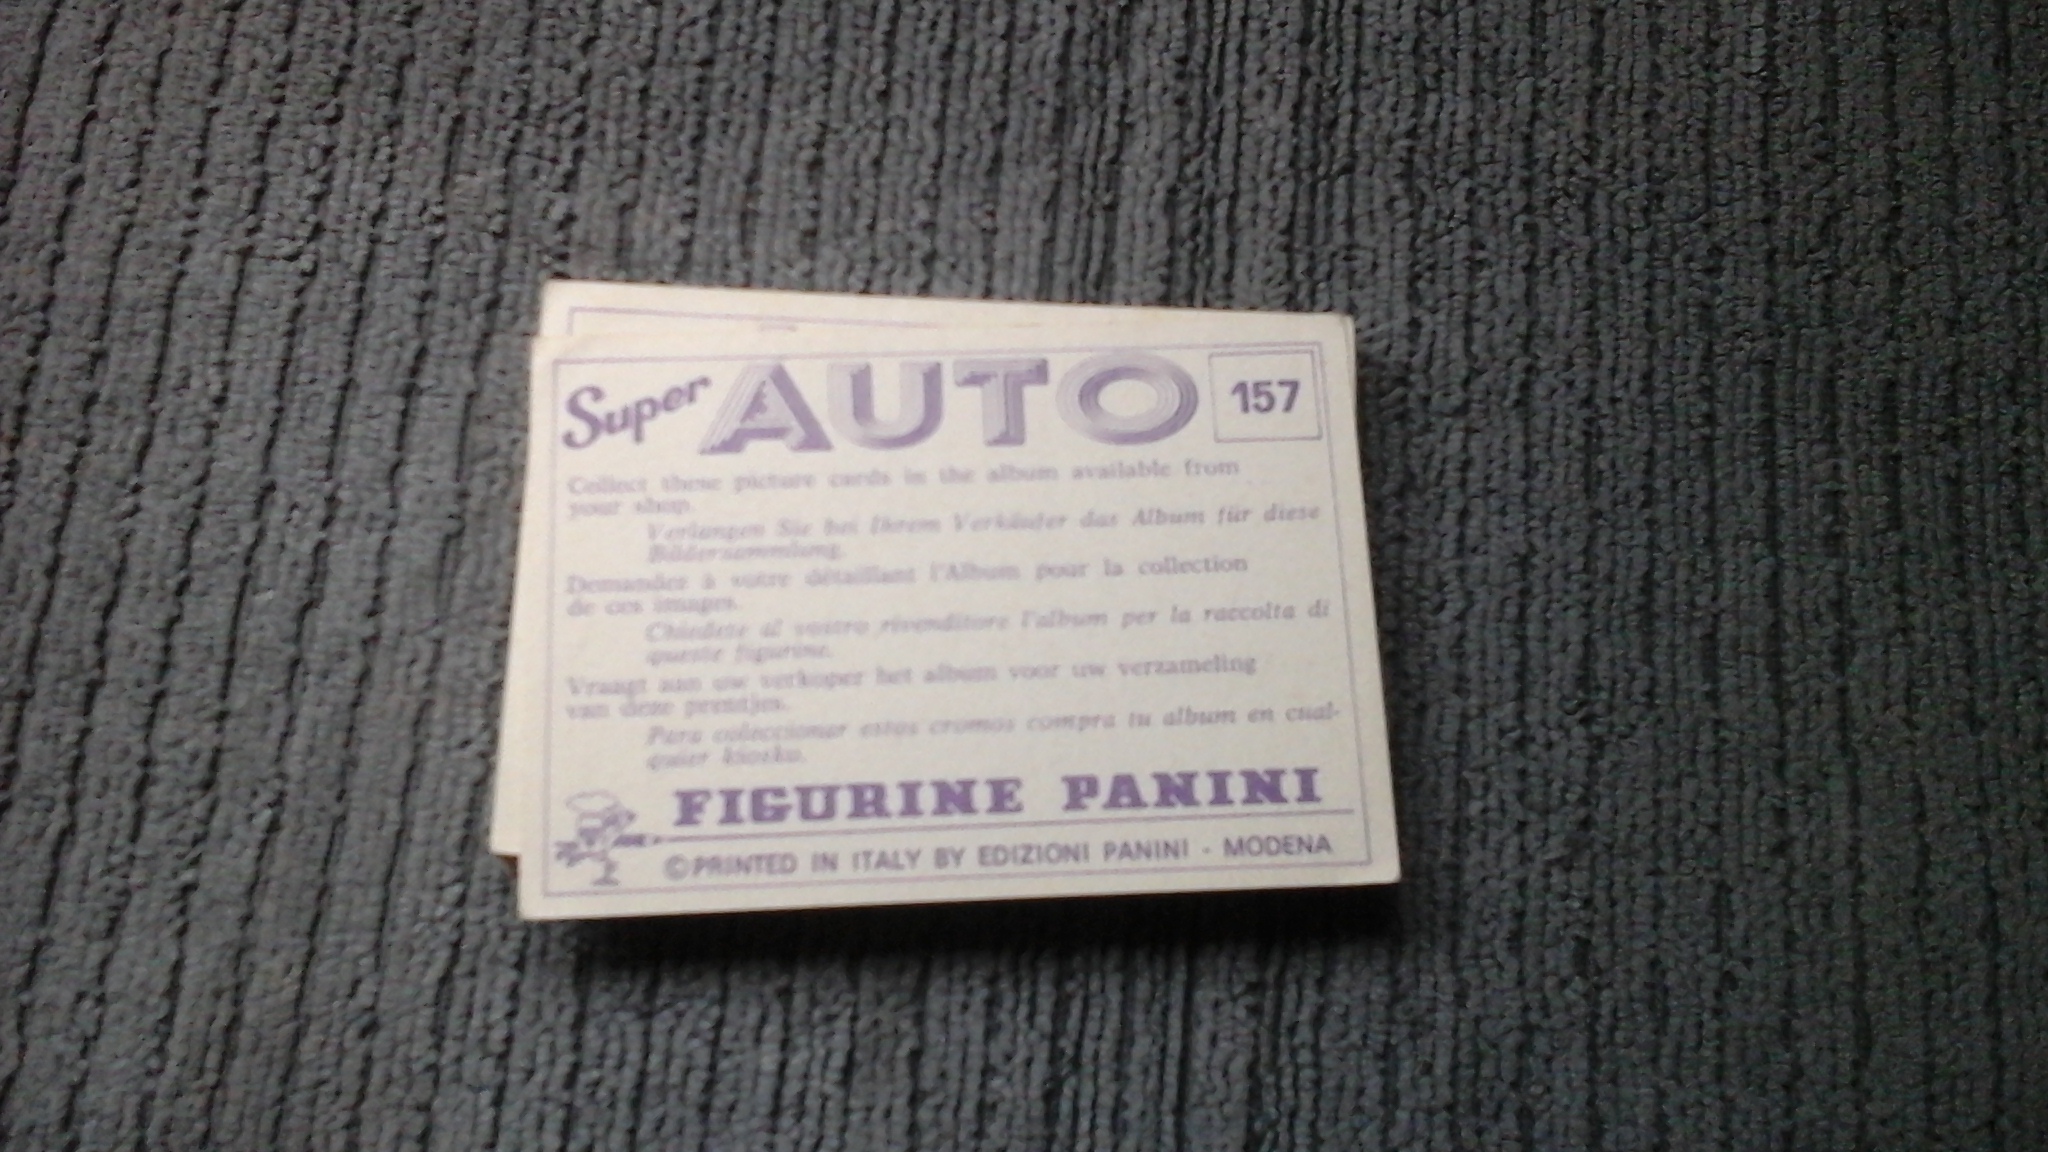 Super AUTO 157
Collect these picture cards in the album available from
your shop.
Verlangen Sie bei Ihrem Verkäufer das Album für diese
Bildersammlung.
Demandez à votre détaillant l'Album pour la collection
de ces images.
Chiedete al vostro rivenditore l'album per la raccolta di
queste figurine.
Vraagt aan uw verkoper het album voor uw verzameling
van deze prentjes.
Para coleccionar estos cromos compra tu album en cual-
quier kiosko.
FIGURINE PANINI
©PRINTED IN ITALY BY EDIZIONI PANINI - MODENA